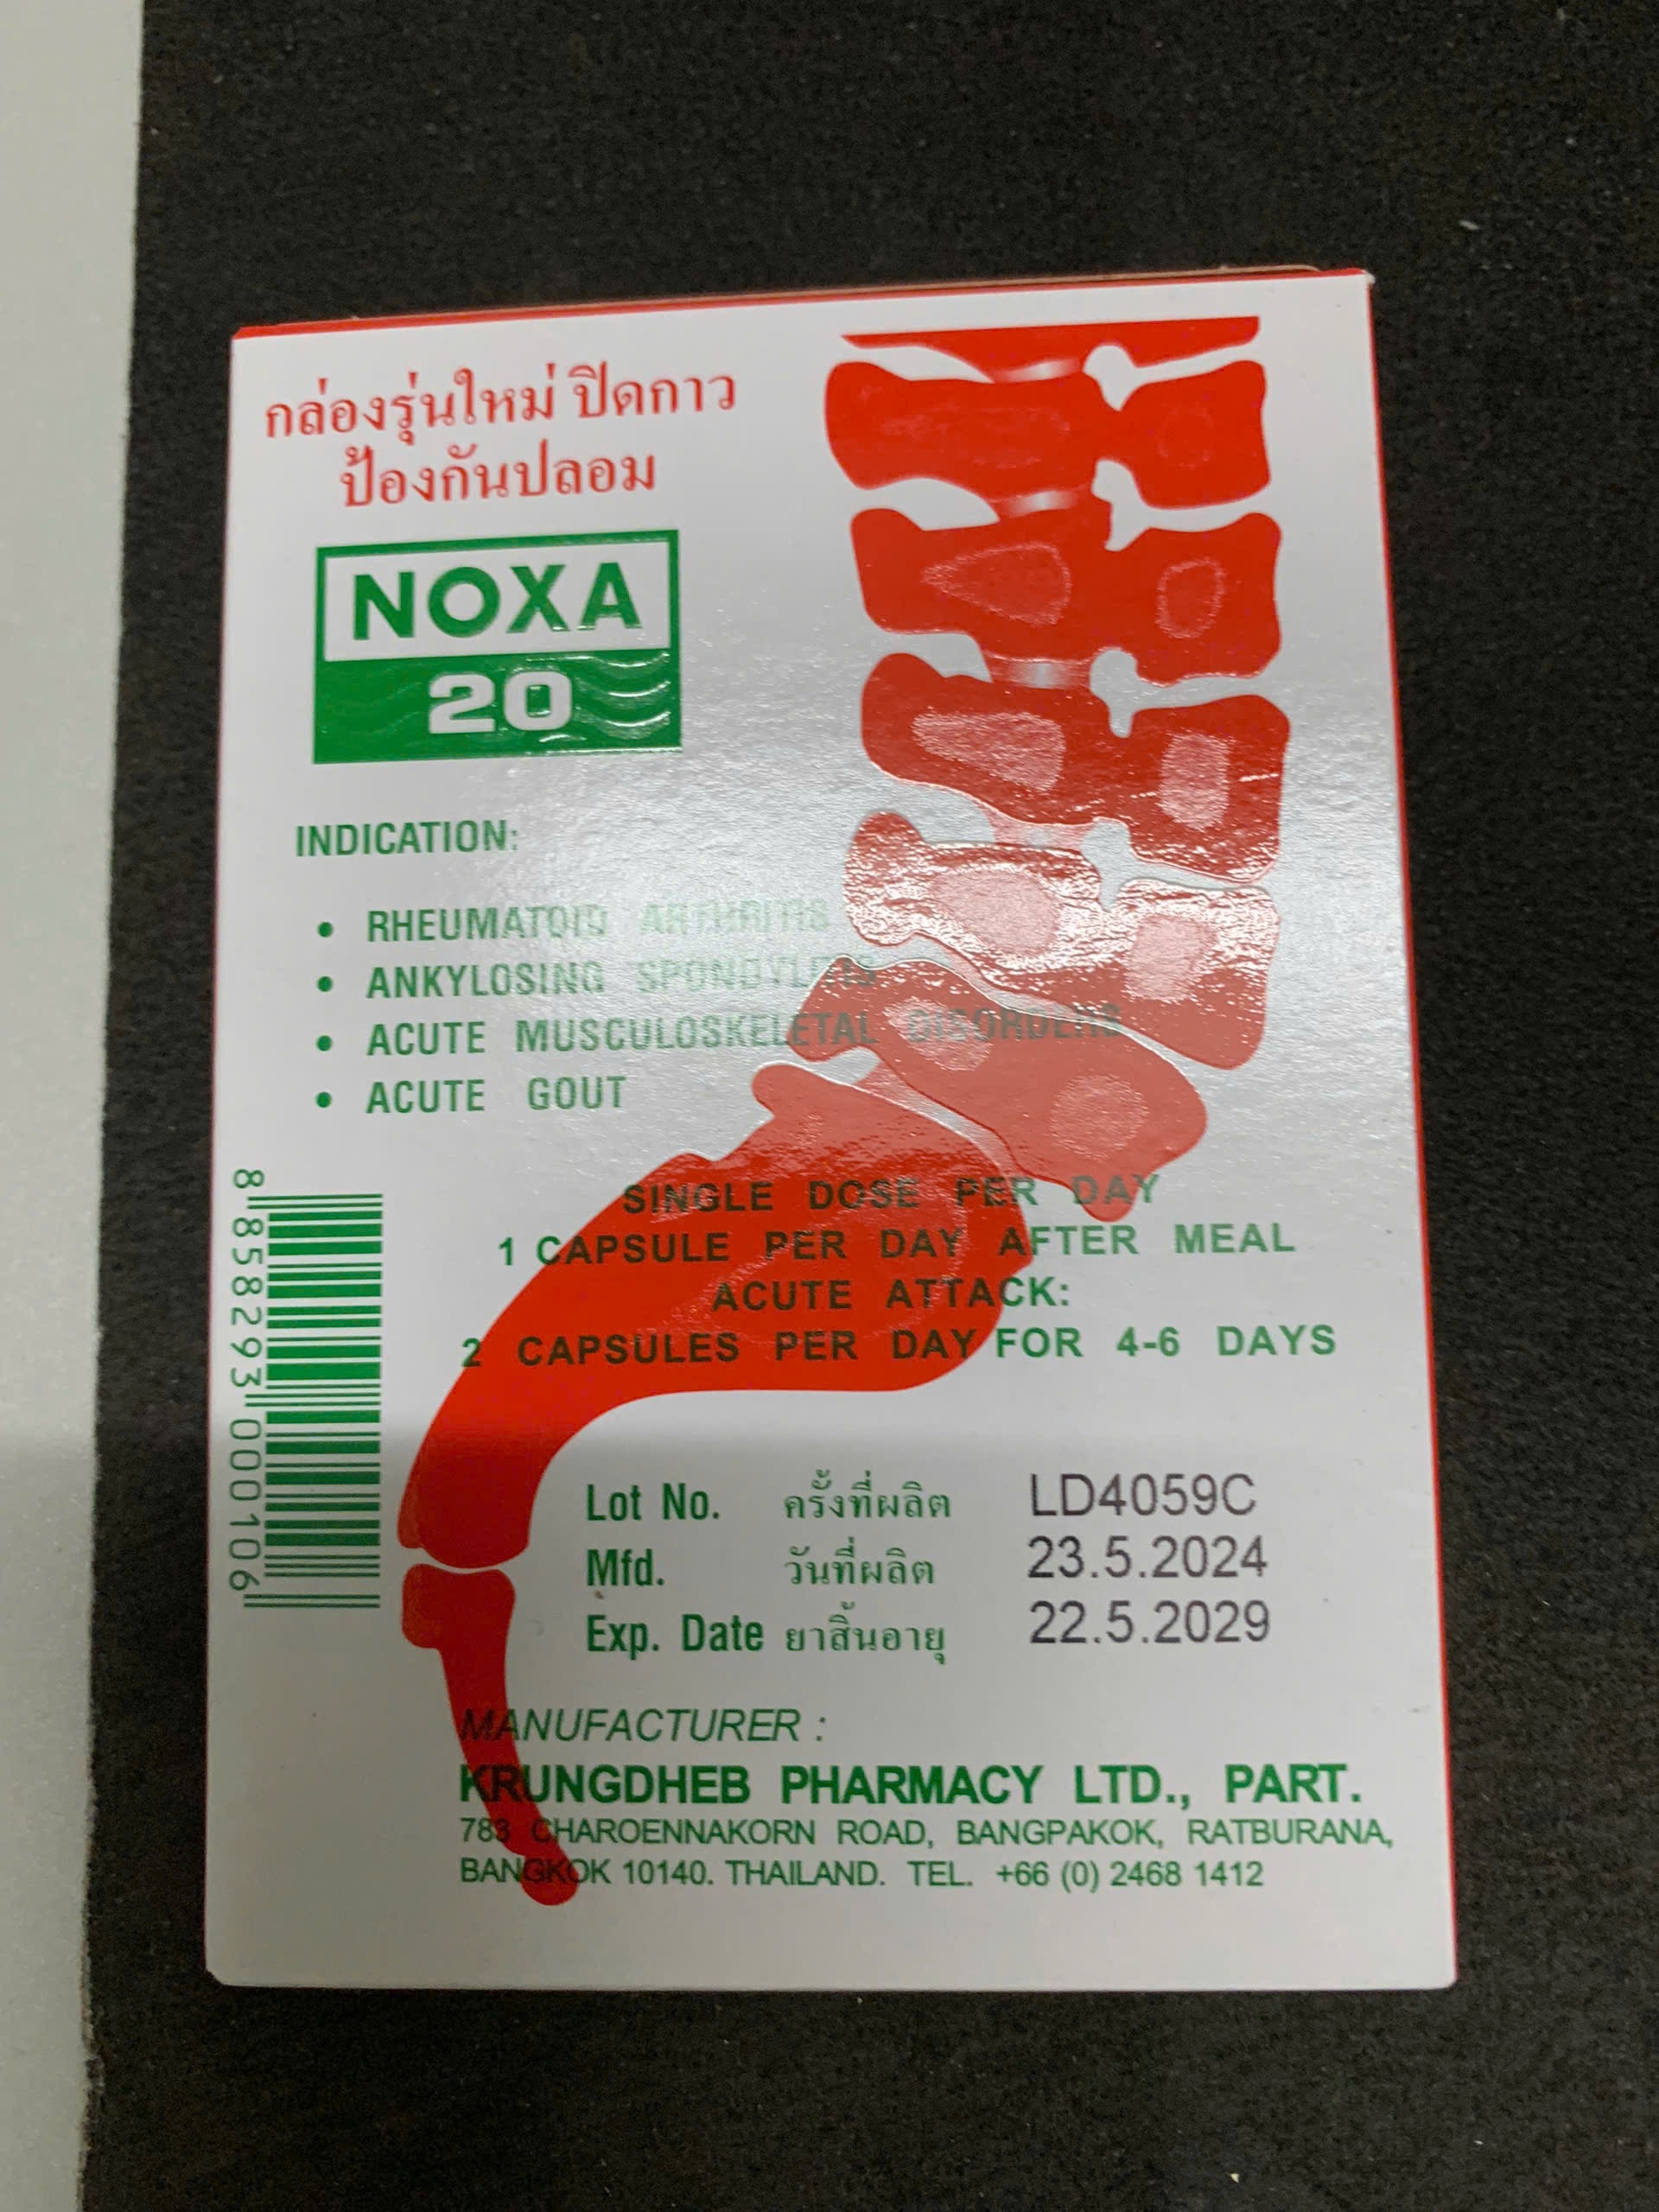 กล่องรุ่นใหม่ ปิดกาว
ป้องกันปลอม
NOXA
20
INDICATION:
• RHEUMATOID ARTHRITIS
• ANKYLOSING SPONDYLITIS
• ACUTE MUSCULOSKELETAL DISORDERS
• ACUTE GOUT
SINGLE DOSE PER DAY
1 CAPSULE PER DAY AFTER MEAL
ACUTE ATTACK:
2 CAPSULES PER DAY FOR 4-6 DAYS
8 858293 000106
Lot No. ครั้งที่ผลิต LD4059C
Mfd. วันที่ผลิต 23.5.2024
Exp. Date ยาสิ้นอายุ 22.5.2029
MANUFACTURER :
KRUNGDHEB PHARMACY LTD., PART.
783 CHAROENNAKORN ROAD, BANGPAKOK, RATBURANA,
BANGKOK 10140. THAILAND. TEL. +66 (0) 2468 1412